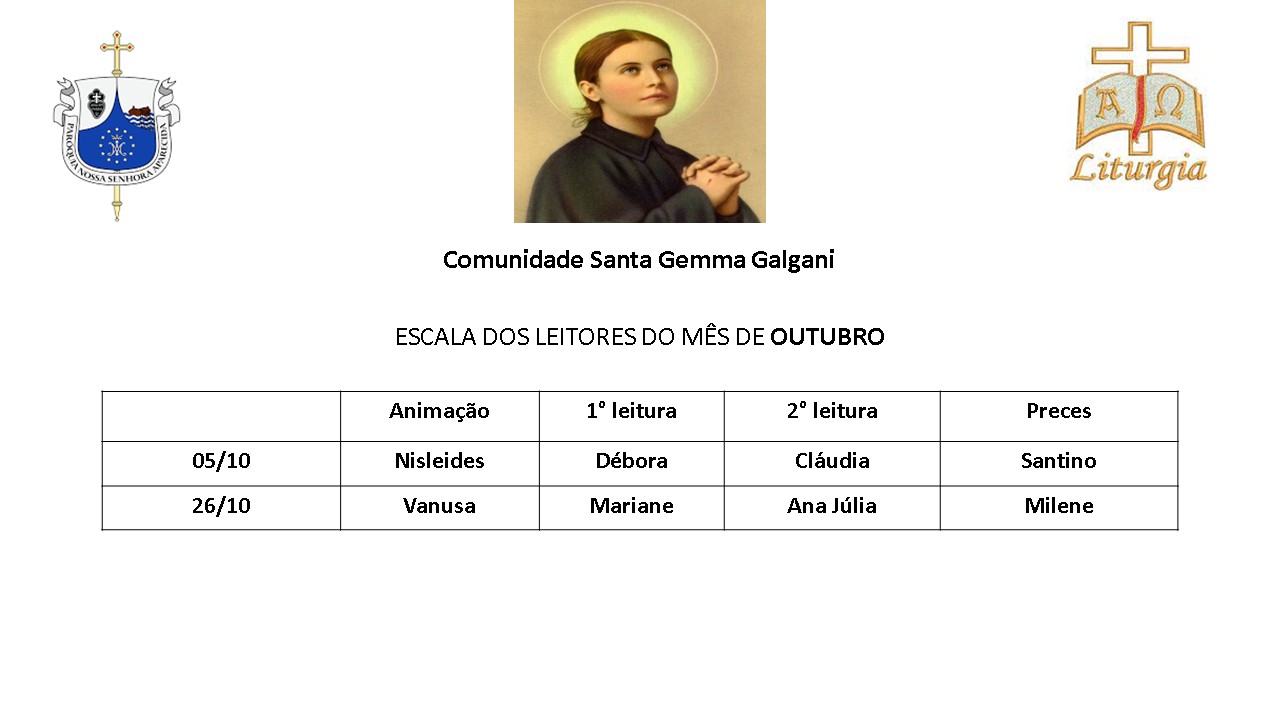 PAROQUIA NOSSA SENHORA APARECIDA
Α Ω
Liturgia
Comunidade Santa Gemma Galgani
ESCALA DOS LEITORES DO MÊS DE OUTUBRO
Animação 1° leitura 2° leitura Preces
05/10 Nisleides Débora Cláudia Santino
26/10 Vanusa Mariane Ana Júlia Milene